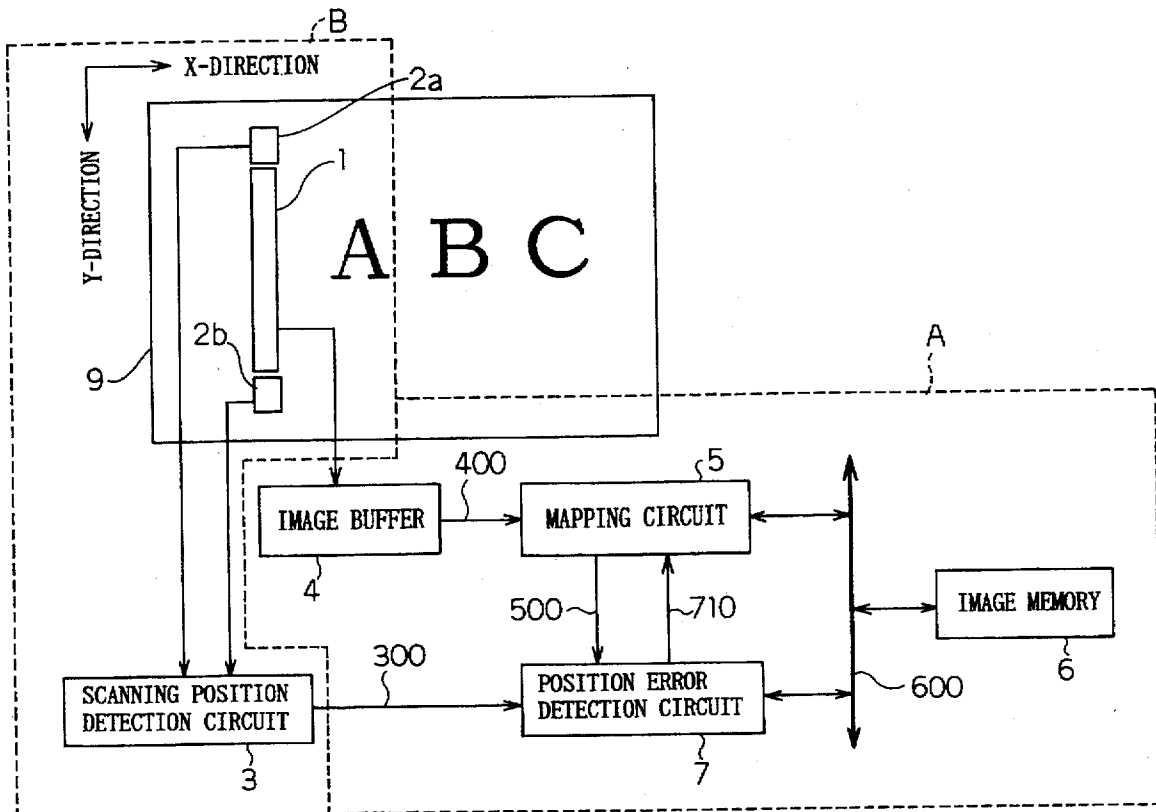 B
X-DIRECTION
2a
Y-DIRECTION
1
A B C
2b
9
A
400
5
IMAGE BUFFER
MAPPING CIRCUIT
4
500
710
IMAGE MEMORY
6
300
600
SCANNING POSITION
DETECTION CIRCUIT
POSITION ERROR
DETECTION CIRCUIT
3
7